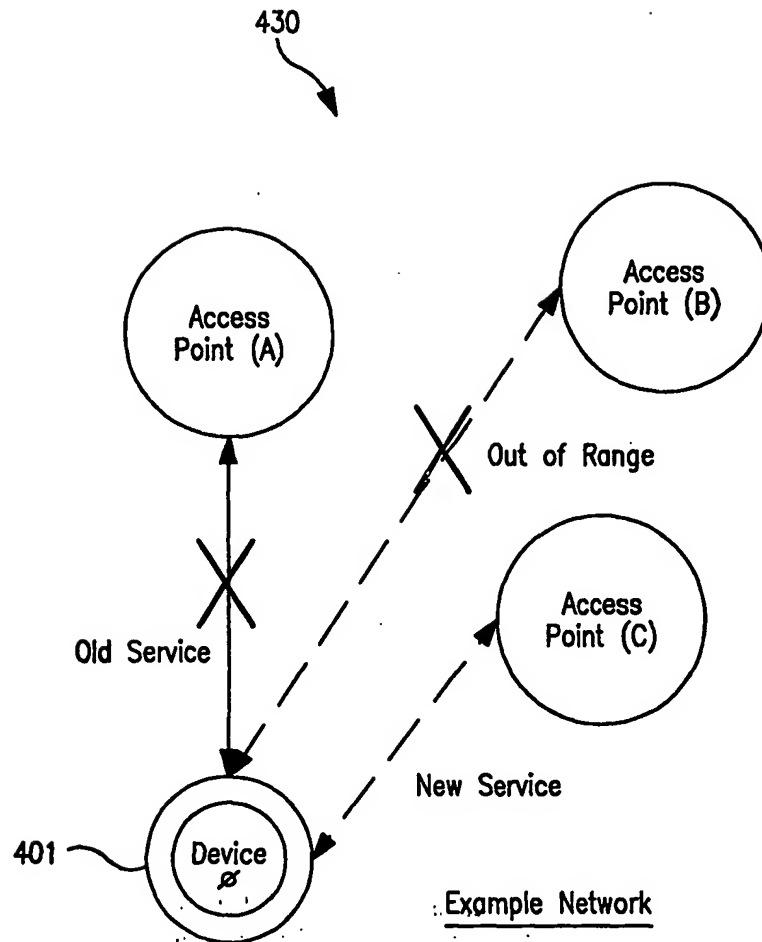 430
Access
Point (A)
Access
Point (B)
Out of Range
Access
Point (C)
Old Service
New Service
401
Device
Ø
Example Network